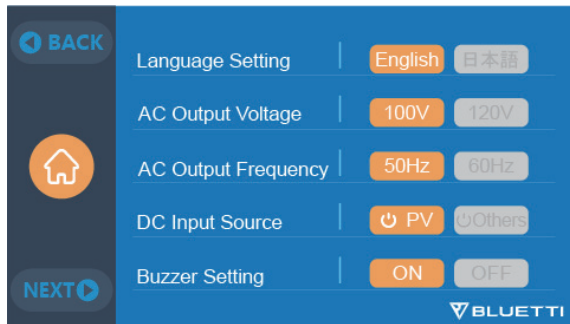 BACK
Language Setting English 日本語
AC Output Voltage 100V 120V
AC Output Frequency 50Hz 60Hz
DC Input Source PV Others
Buzzer Setting ON OFF
NEXT
BLUETTI